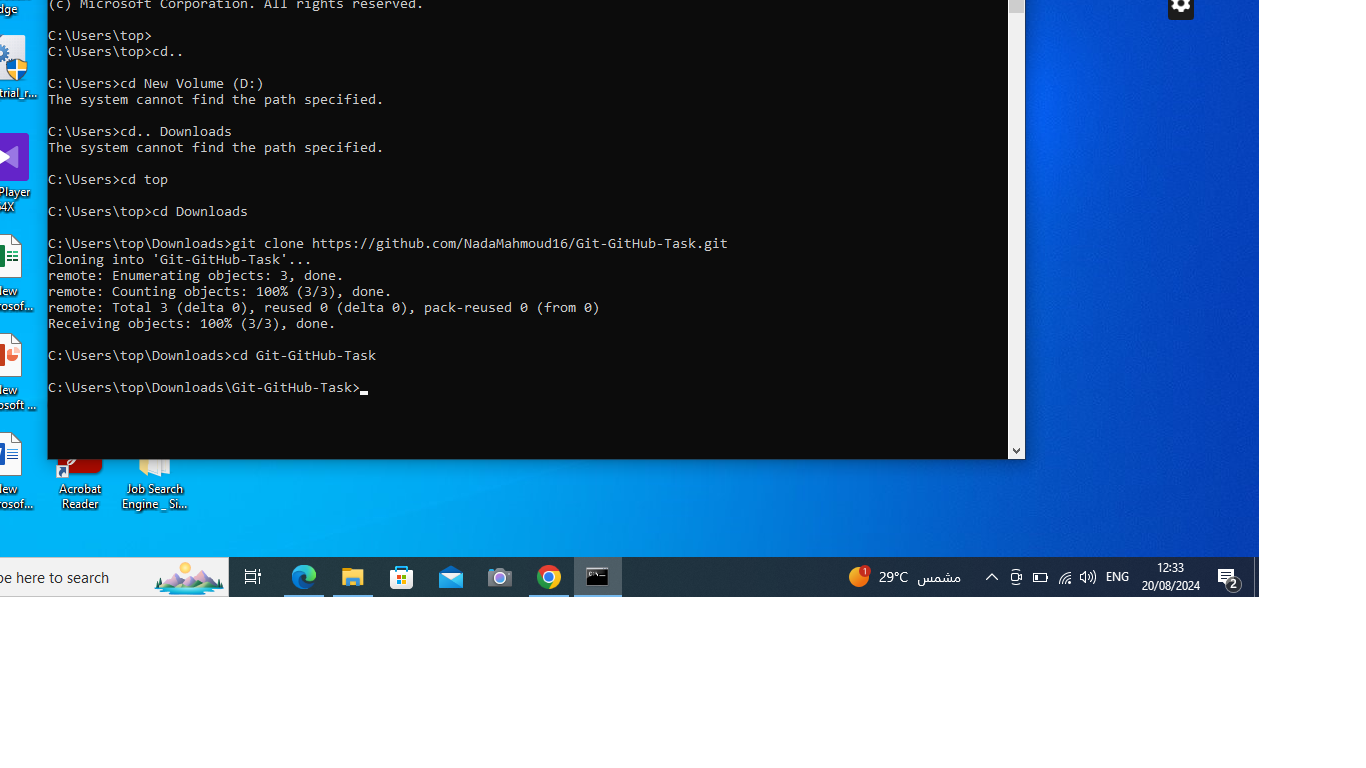 dge
(c) Microsoft Corporation. All rights reserved.
C:\Users\top>
C:\Users\top>cd..
C:\Users>cd New Volume (D:)
The system cannot find the path specified.
C:\Users>cd.. Downloads
The system cannot find the path specified.
C:\Users>cd top
C:\Users\top>cd Downloads
C:\Users\top\Downloads>git clone https://github.com/NadaMahmoud16/Git-GitHub-Task.git
Cloning into 'Git-GitHub-Task'...
remote: Enumerating objects: 3, done.
remote: Counting objects: 100% (3/3), done.
remote: Total 3 (delta 0), reused 0 (delta 0), pack-reused 0 (from 0)
Receiving objects: 100% (3/3), done.
C:\Users\top\Downloads>cd Git-GitHub-Task
C:\Users\top\Downloads\Git-GitHub-Task>
trial_r...
Player
64X
New
rosof...
New
osoft ...
New
rosof...
Acrobat
Reader
Job Search
Engine _ Si...
pe here to search
1
29°C مشمس
ENG
12:33
20/08/2024
2